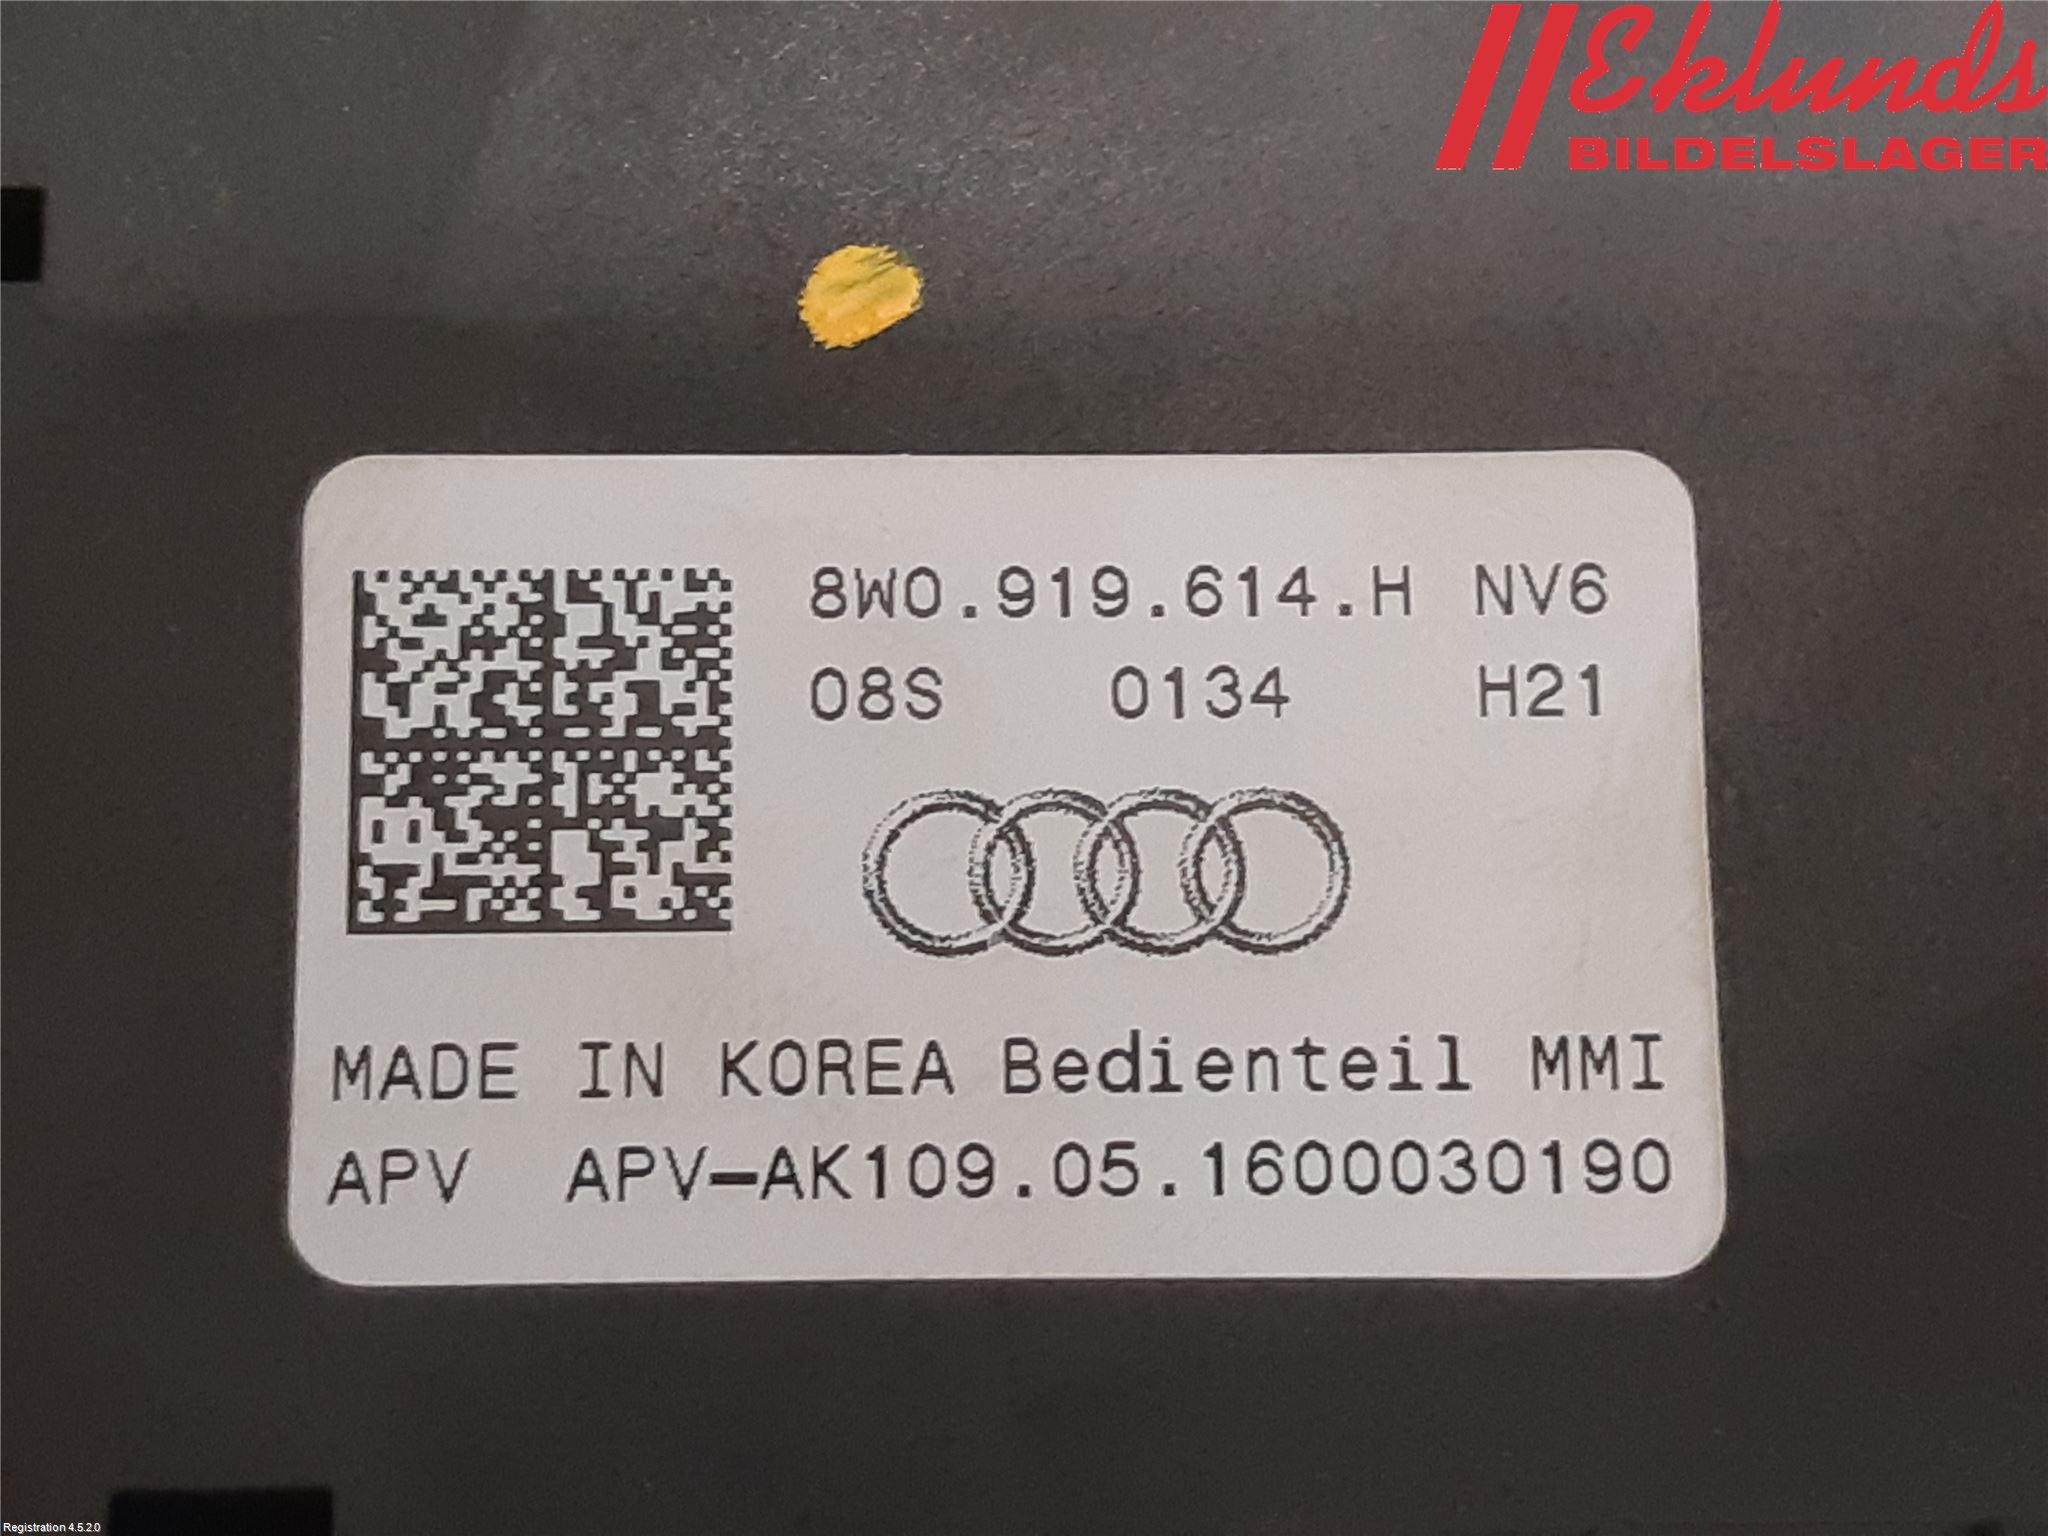 Eklunds
BILDELSLAGER
8W0.919.614.H NV6
08S 0134 H21
MADE IN KOREA Bedienteil MMI
APV APV-AK109.05.1600030190
Registration 4.5.2.0